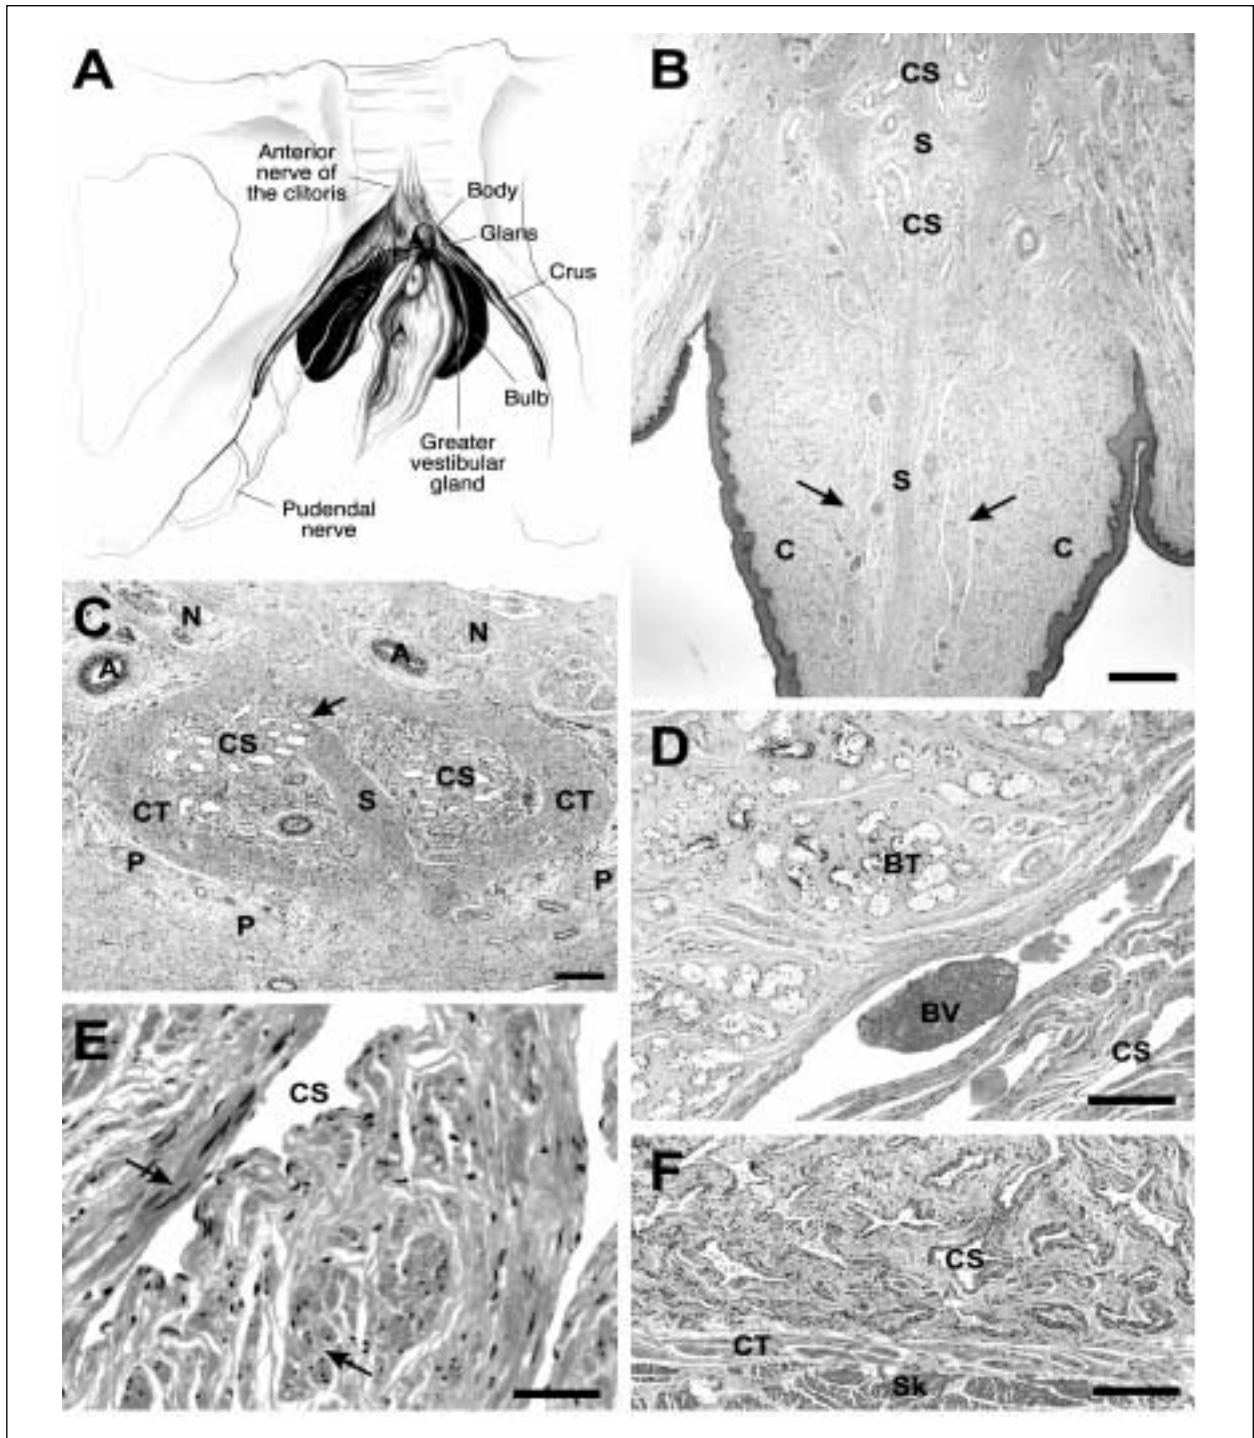 A
Anterior
nerve of
the clitoris
Body
Glans
Crus
Bulb
Greater
vestibular
gland
Pudendal
nerve
B
CS
S
CS
S
C
C
C
N
N
A
A
CS
CS
CT
S
CT
P
P
P
D
BT
BV
CS
E
CS
F
CS
CT
Sk